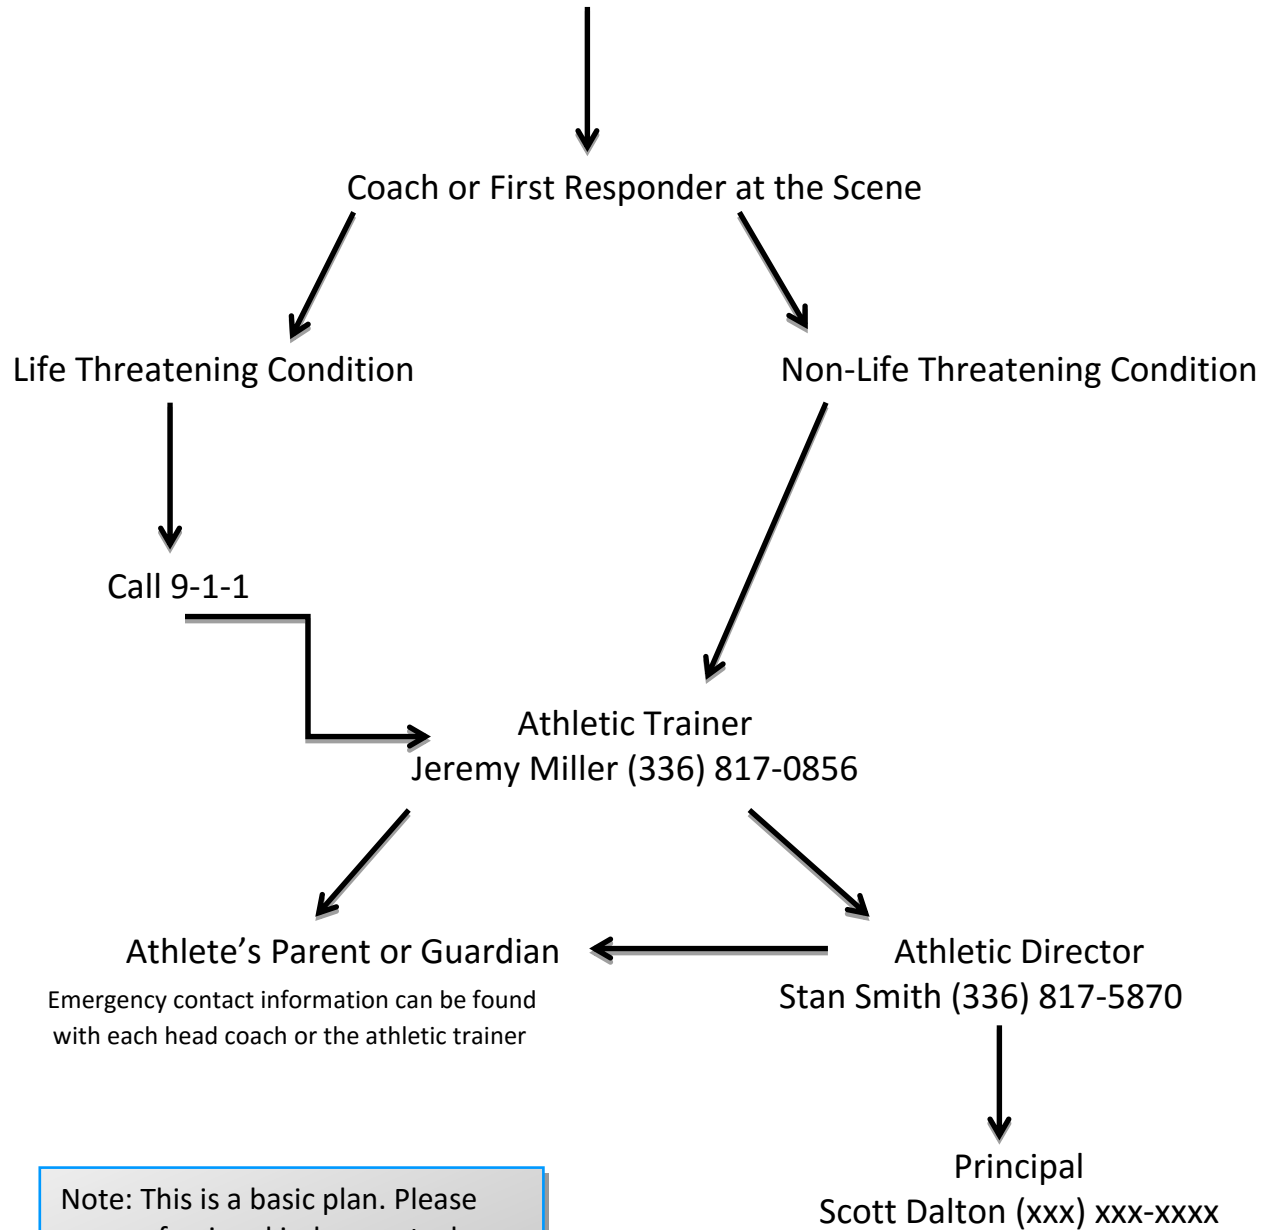 Coach or First Responder at the Scene
Life Threatening Condition
Non-Life Threatening Condition
Call 9-1-1
Athletic Trainer
Jeremy Miller (336) 817-0856
Athlete’s Parent or Guardian
Emergency contact information can be found
with each head coach or the athletic trainer
Athletic Director
Stan Smith (336) 817-5870
Principal
Scott Dalton (xxx) xxx-xxxx
Note: This is a basic plan. Please